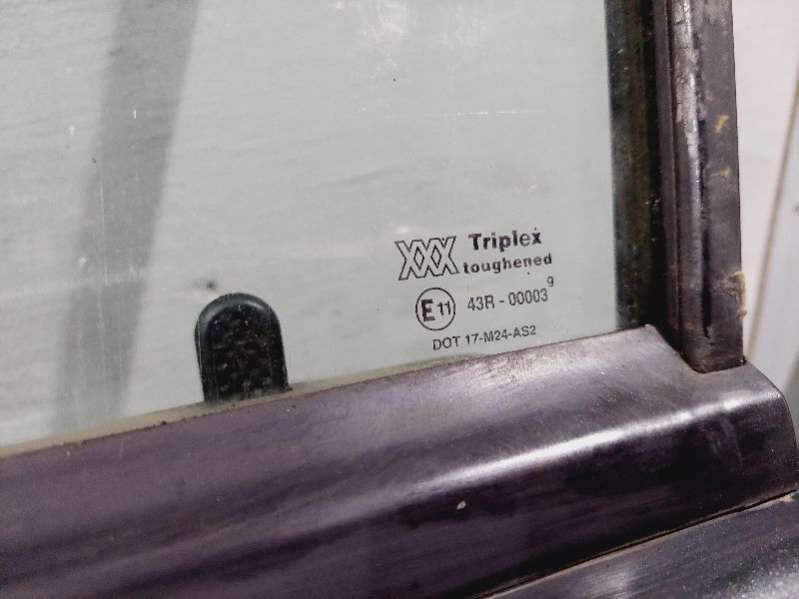 XXX Triplex
toughened
E11 43R - 00003 9
DOT 17-M24-AS2